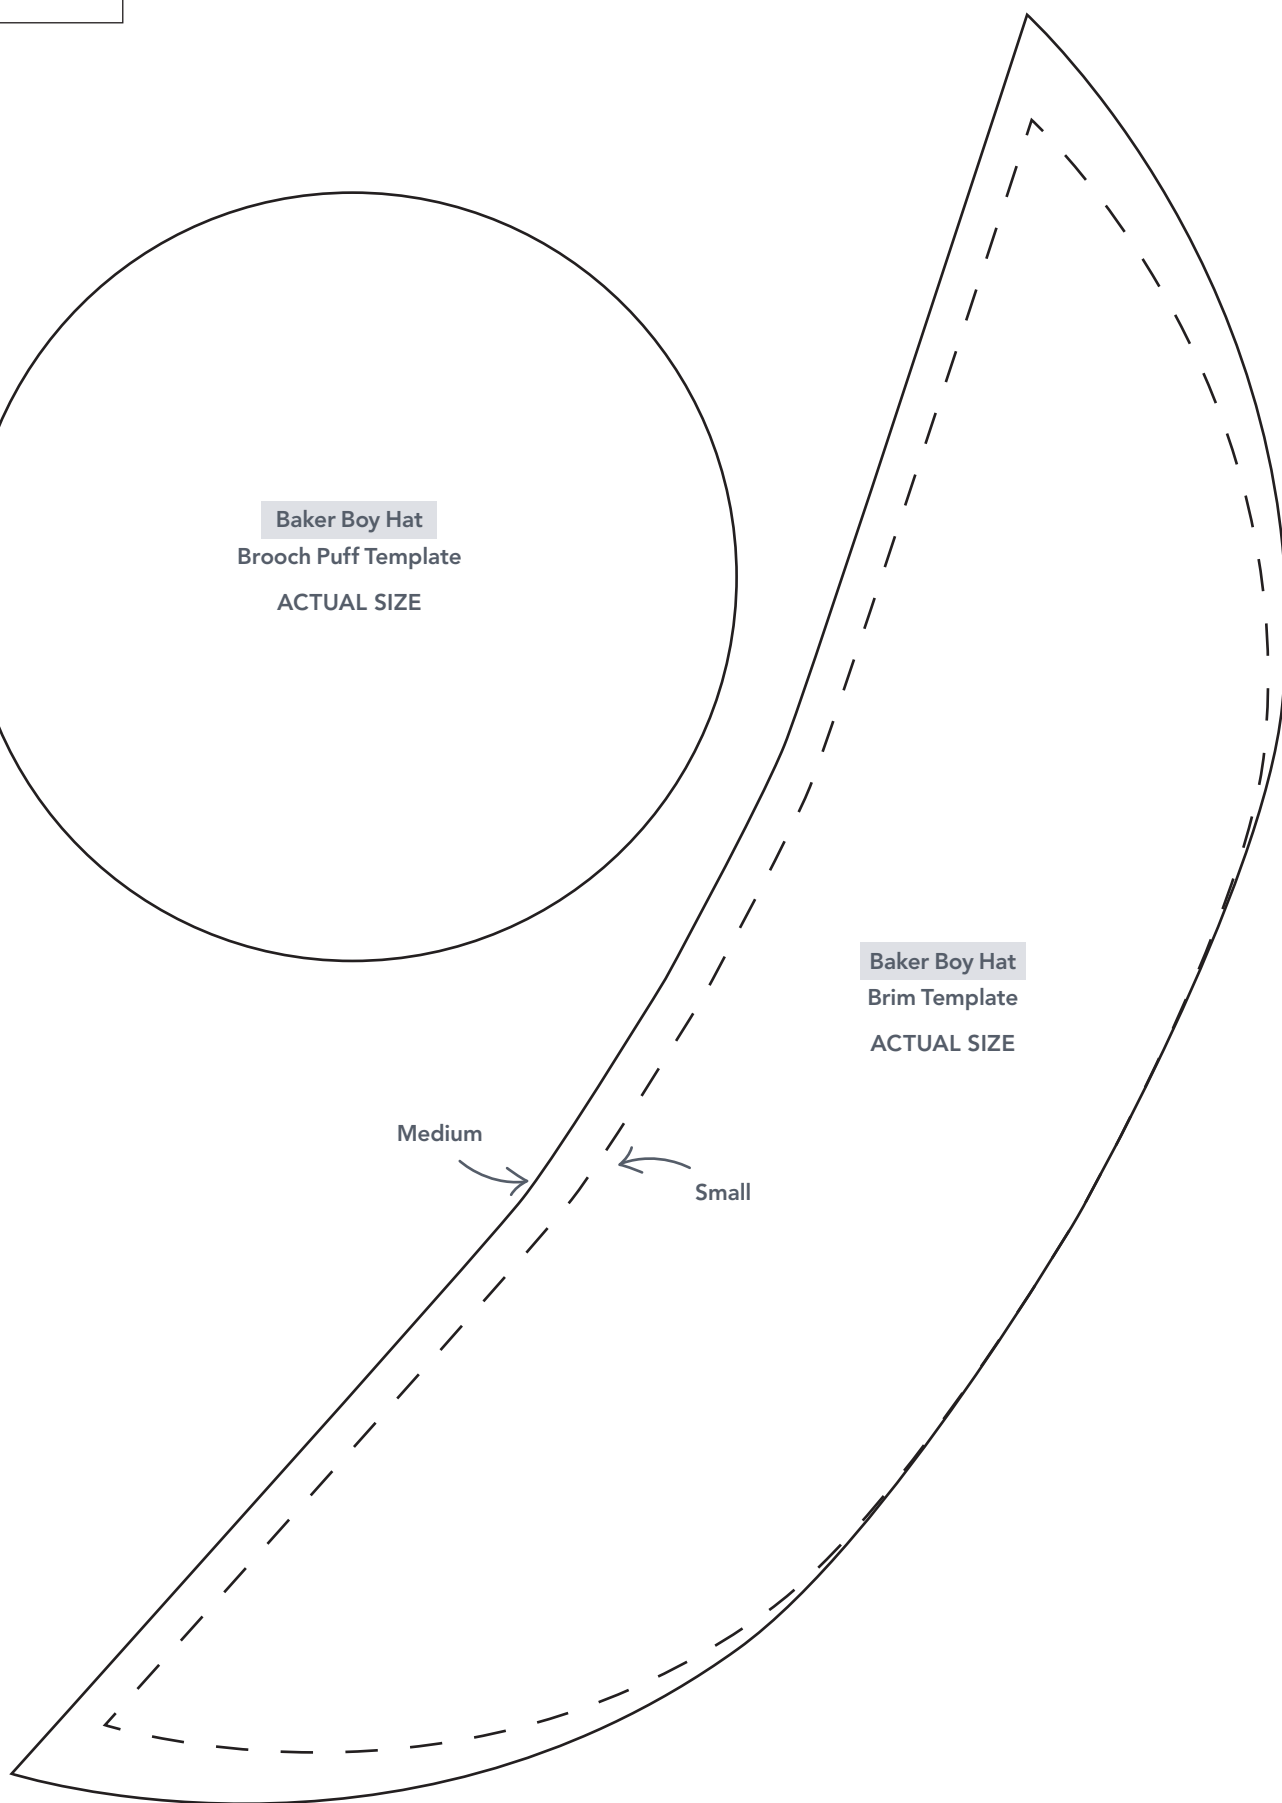 Baker Boy Hat
Brooch Puff Template
ACTUAL SIZE
Baker Boy Hat
Brim Template
ACTUAL SIZE
Medium
Small